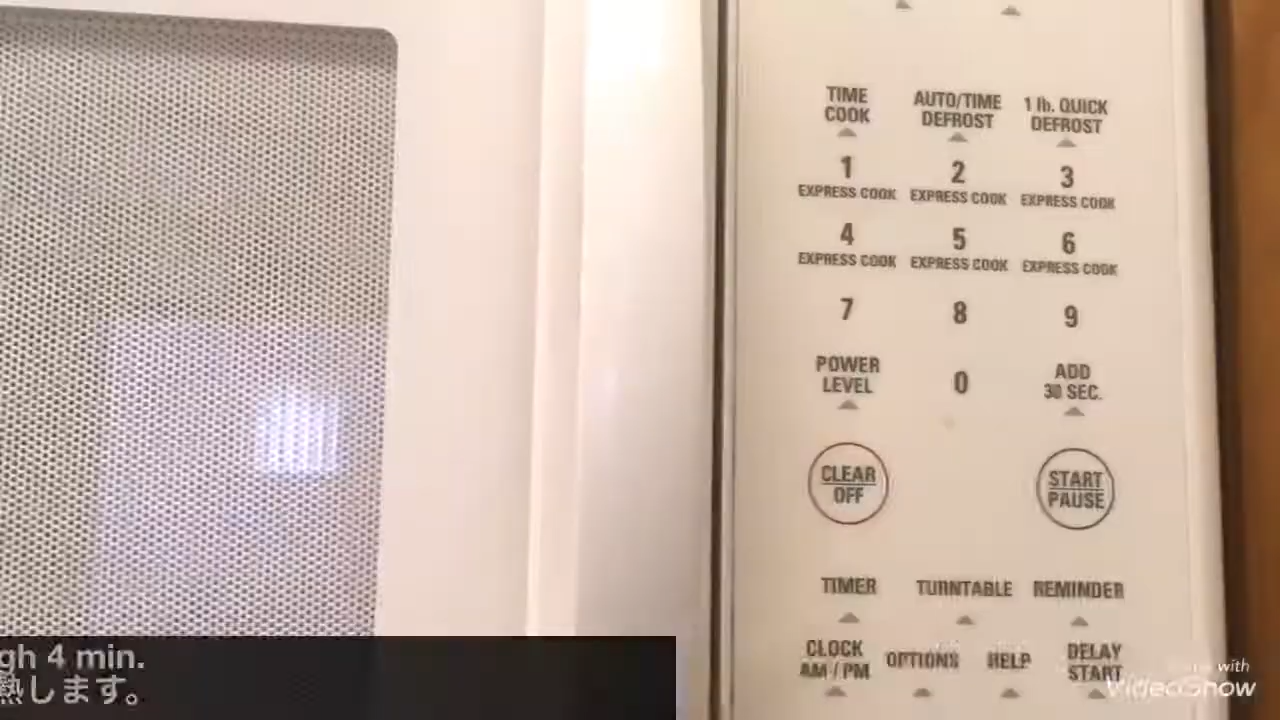 TIME COOK
AUTO/TIME DEFROST
1 lb. QUICK DEFROST
1
EXPRESS COOK
2
EXPRESS COOK
3
EXPRESS COOK
4
EXPRESS COOK
5
EXPRESS COOK
6
EXPRESS COOK
7
8
9
POWER LEVEL
0
ADD 30 SEC.
CLEAR
OFF
START
PAUSE
TIMER
TURNTABLE
REMINDER
CLOCK AM / PM
OPTIONS
HELP
DELAY START
gh 4 min.
熱します。
with
VideoShow